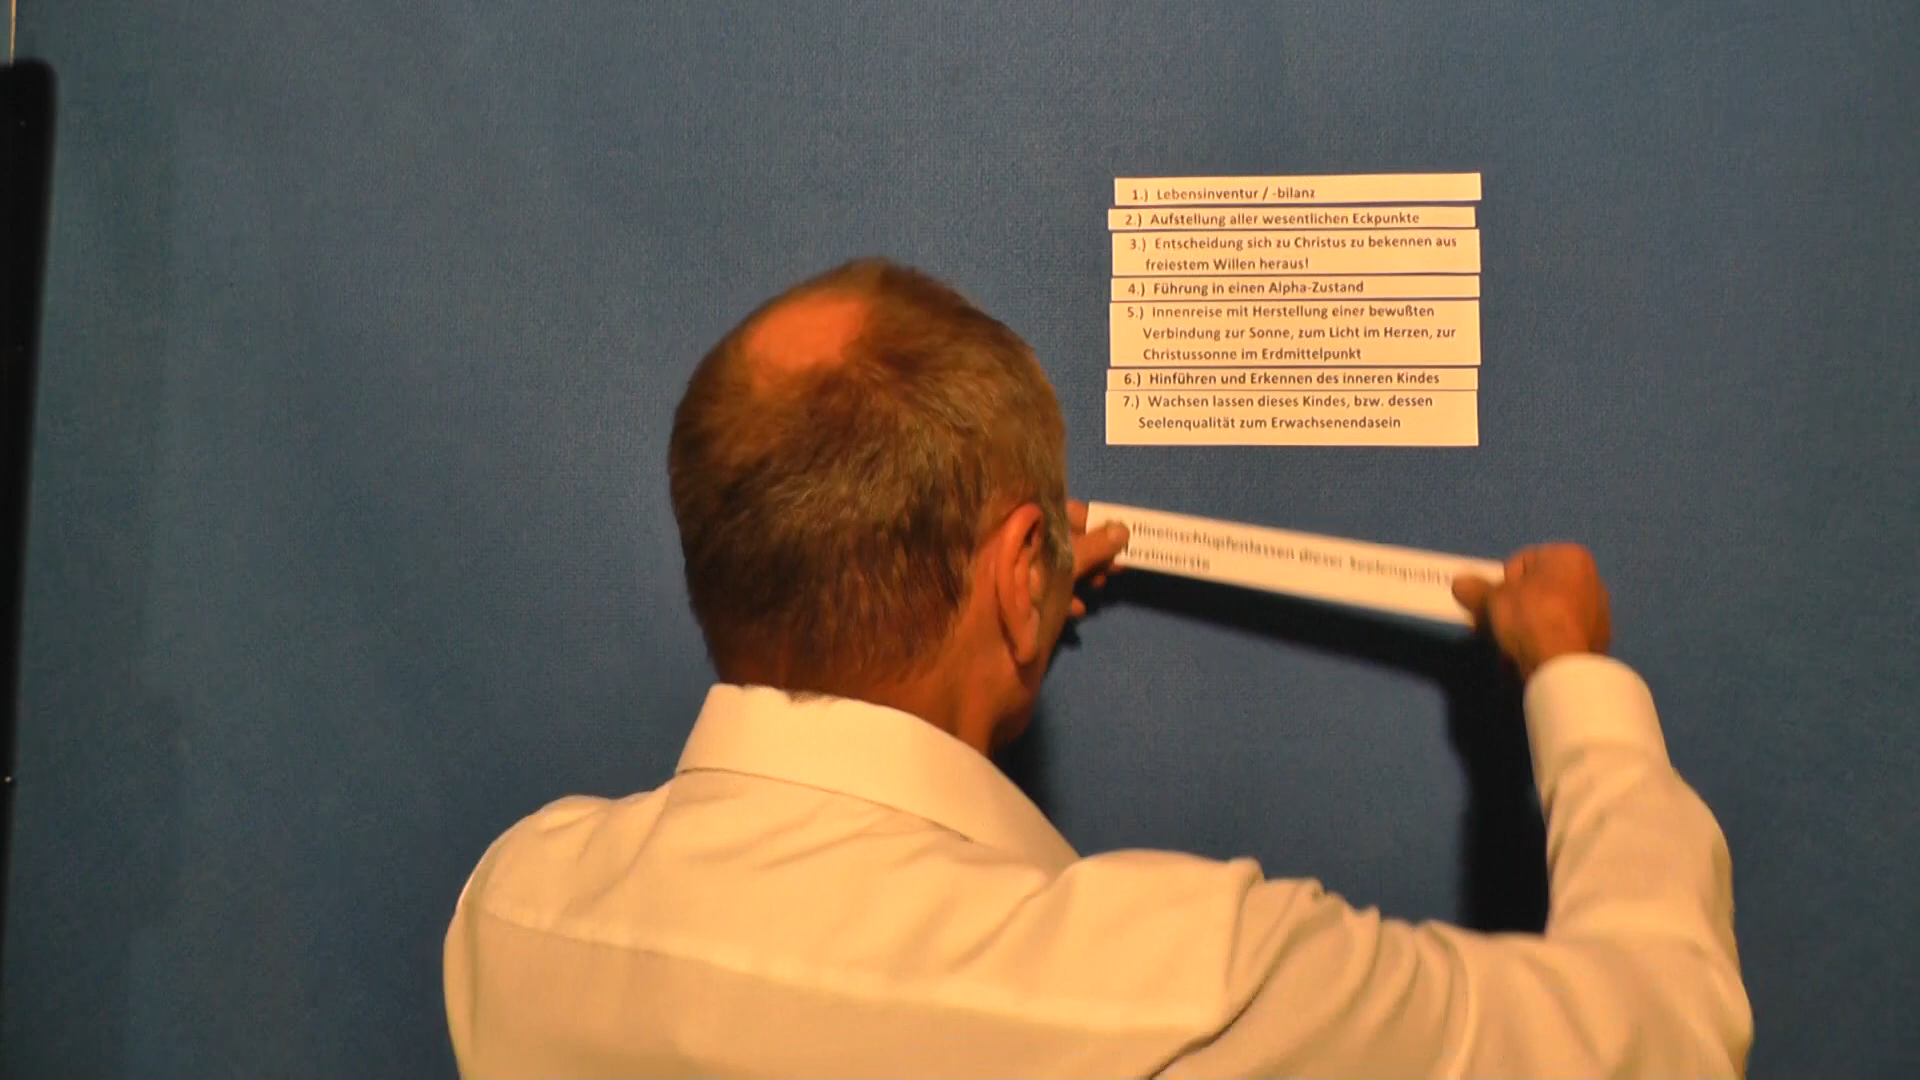 1.) Lebensinventur / -bilanz
2.) Aufstellung aller wesentlichen Eckpunkte
3.) Entscheidung sich zu Christus zu bekennen aus
freiestem Willen heraus!
4.) Führung in einen Alpha-Zustand
5.) Innenreise mit Herstellung einer bewußten
Verbindung zur Sonne, zum Licht im Herzen, zur
Christussonne im Erdmittelpunkt
6.) Hinführen und Erkennen des inneren Kindes
7.) Wachsen lassen dieses Kindes, bzw. dessen
Seelenqualität zum Erwachsenendasein
Hineinschlüpfenlassen dieser